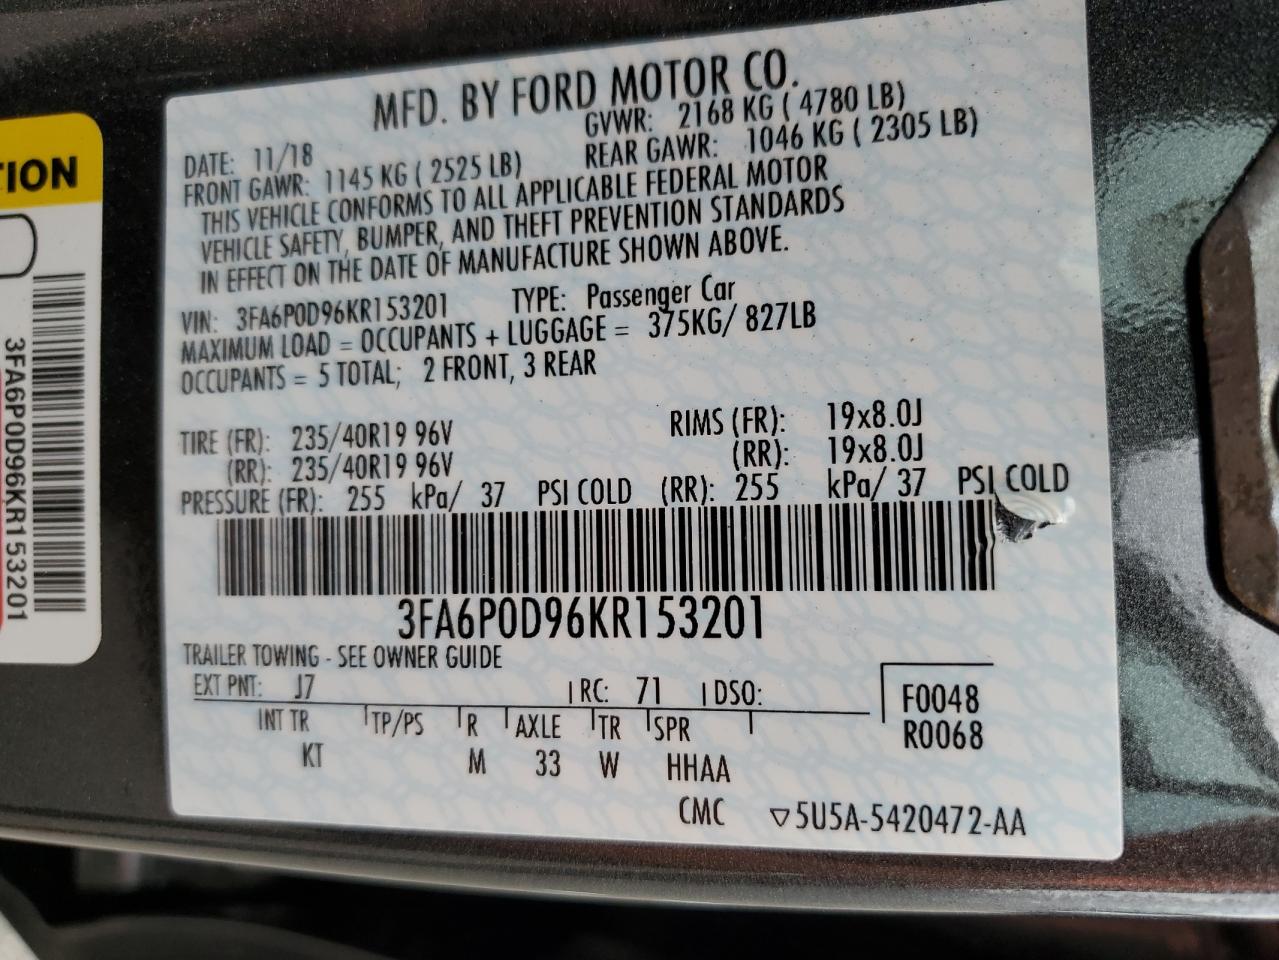 MFD. BY FORD MOTOR CO.
DATE: 11/18 GVWR: 2168 KG ( 4780 LB)
FRONT GAWR: 1145 KG ( 2525 LB) REAR GAWR: 1046 KG ( 2305 LB)
THIS VEHICLE CONFORMS TO ALL APPLICABLE FEDERAL MOTOR
VEHICLE SAFETY, BUMPER, AND THEFT PREVENTION STANDARDS
IN EFFECT ON THE DATE OF MANUFACTURE SHOWN ABOVE.
VIN: 3FA6P0D96KR153201 TYPE: Passenger Car
MAXIMUM LOAD = OCCUPANTS + LUGGAGE = 375KG/ 827LB
OCCUPANTS = 5 TOTAL; 2 FRONT, 3 REAR
TIRE (FR): 235/40R19 96V RIMS (FR): 19x8.0J
(RR): 235/40R19 96V (RR): 19x8.0J
PRESSURE (FR): 255 kPa/ 37 PSI COLD (RR): 255 kPa/ 37 PSI COLD
3FA6P0D96KR153201
TRAILER TOWING - SEE OWNER GUIDE
EXT PNT: J7 RC: 71 DSO: F0048
INT TR TP/PS R AXLE TR SPR R0068
KT M 33 W HHAA
CMC ▽5U5A-5420472-AA
TION
3FA6P0D96KR153201